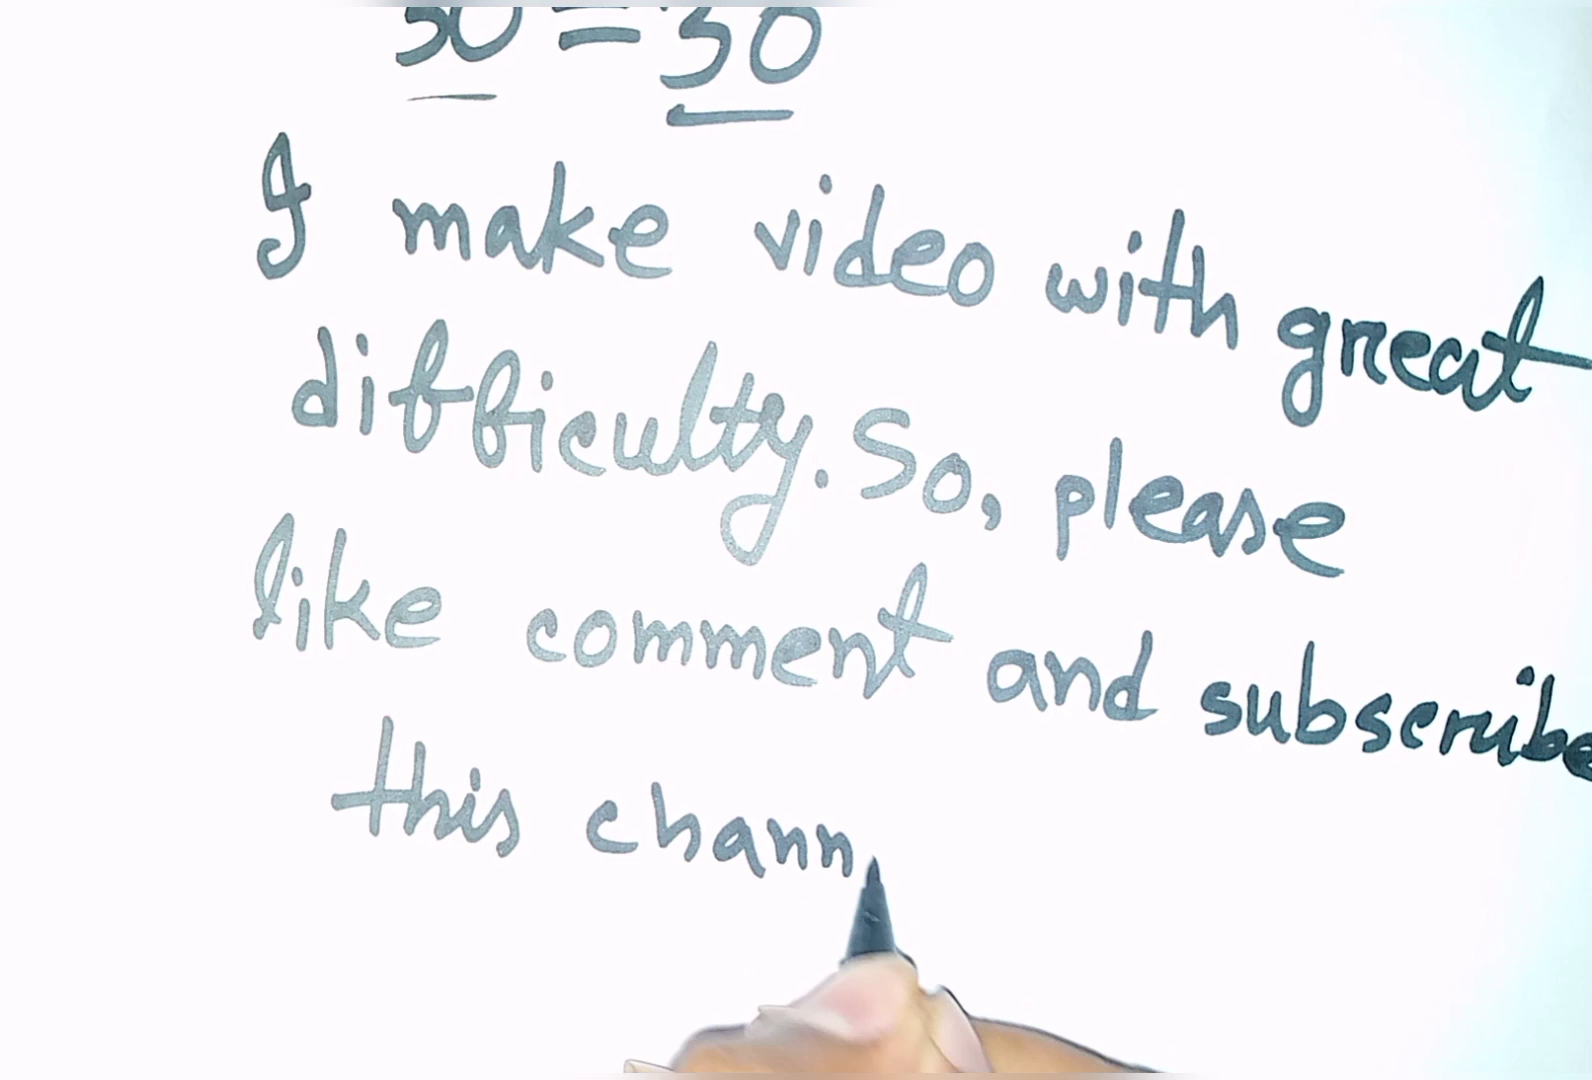 30 = 30
I make video with great
difficulty. So, please
like comment and subscribe
this chann